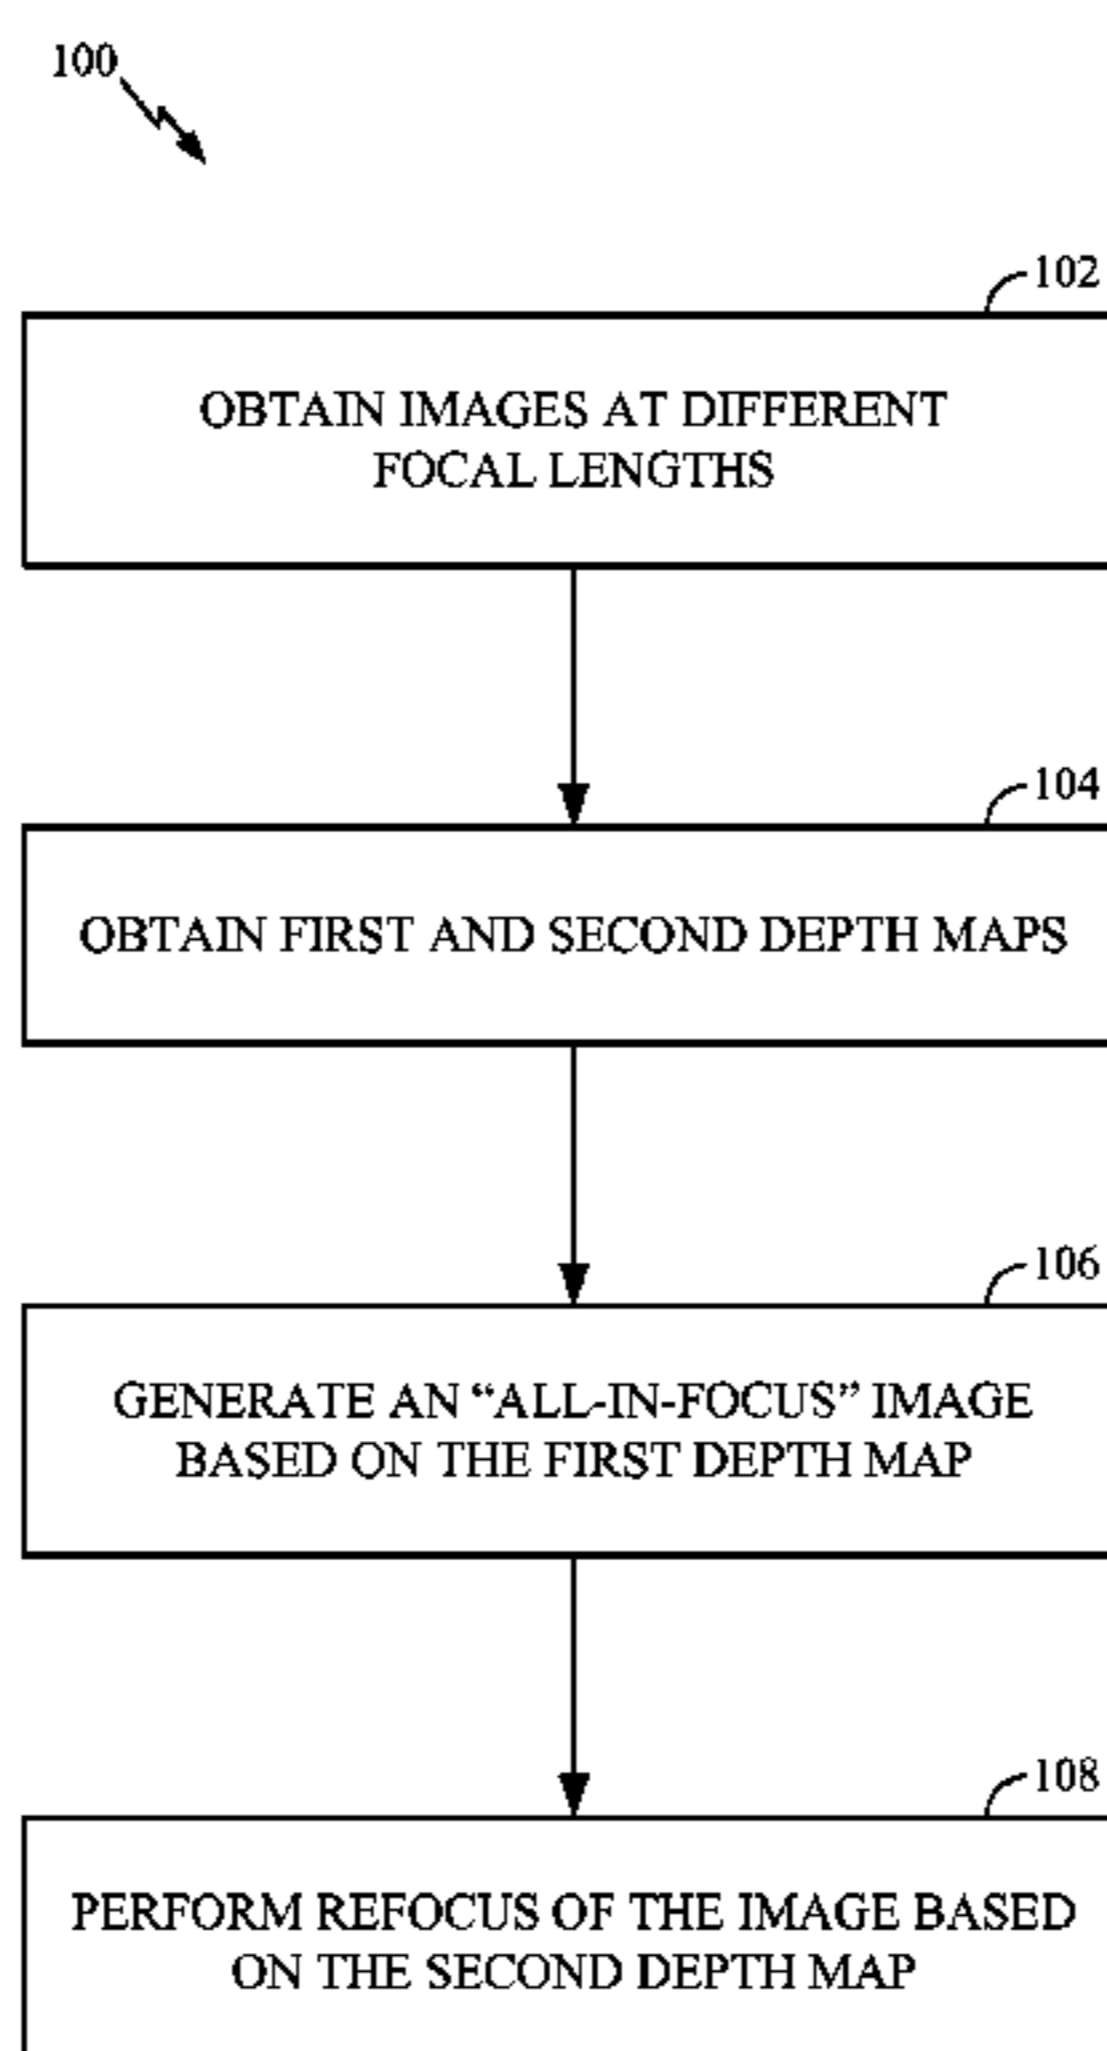 100
102
OBTAIN IMAGES AT DIFFERENT
FOCAL LENGTHS
104
OBTAIN FIRST AND SECOND DEPTH MAPS
106
GENERATE AN “ALL-IN-FOCUS” IMAGE
BASED ON THE FIRST DEPTH MAP
108
PERFORM REFOCUS OF THE IMAGE BASED
ON THE SECOND DEPTH MAP